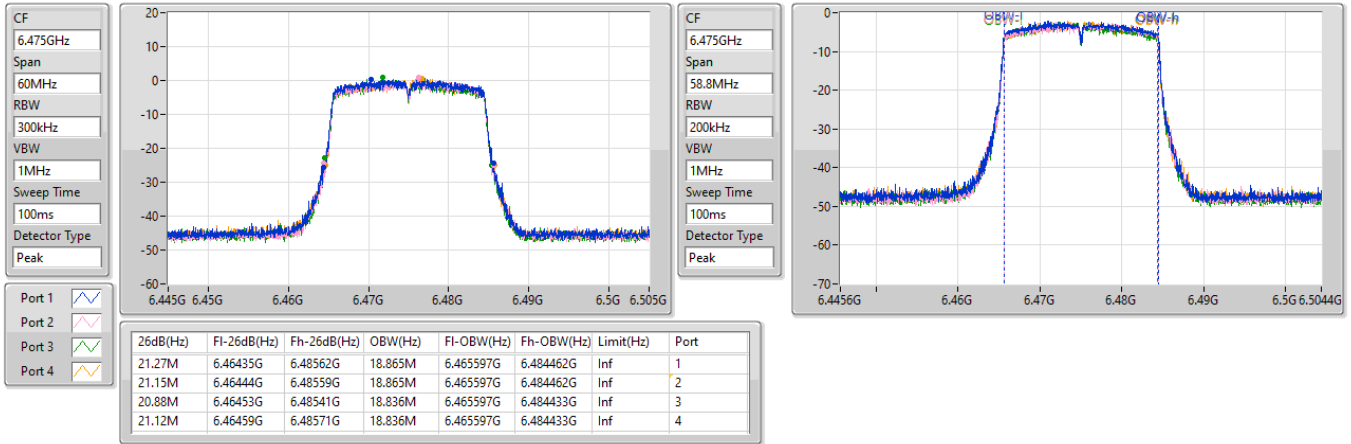 CF
6.475GHz
Span
60MHz
RBW
300kHz
VBW
1MHz
Sweep Time
100ms
Detector Type
Peak
20
10
0
-10
-20
-30
-40
-50
-60
6.445G 6.45G 6.46G 6.47G 6.48G 6.49G 6.5G 6.505G
CF
6.475GHz
Span
58.8MHz
RBW
200kHz
VBW
1MHz
Sweep Time
100ms
Detector Type
Peak
OBW-l OBW-h
0
-10
-20
-30
-40
-50
-60
-70
6.4456G 6.46G 6.47G 6.48G 6.49G 6.5G 6.5044G
Port 1
Port 2
Port 3
Port 4
26dB(Hz) Fl-26dB(Hz) Fh-26dB(Hz) OBW(Hz) Fl-OBW(Hz) Fh-OBW(Hz) Limit(Hz) Port
21.27M 6.46435G 6.48562G 18.865M 6.465597G 6.484462G Inf 1
21.15M 6.46444G 6.48559G 18.865M 6.465597G 6.484462G Inf 2
20.88M 6.46453G 6.48541G 18.836M 6.465597G 6.484433G Inf 3
21.12M 6.46459G 6.48571G 18.836M 6.465597G 6.484433G Inf 4